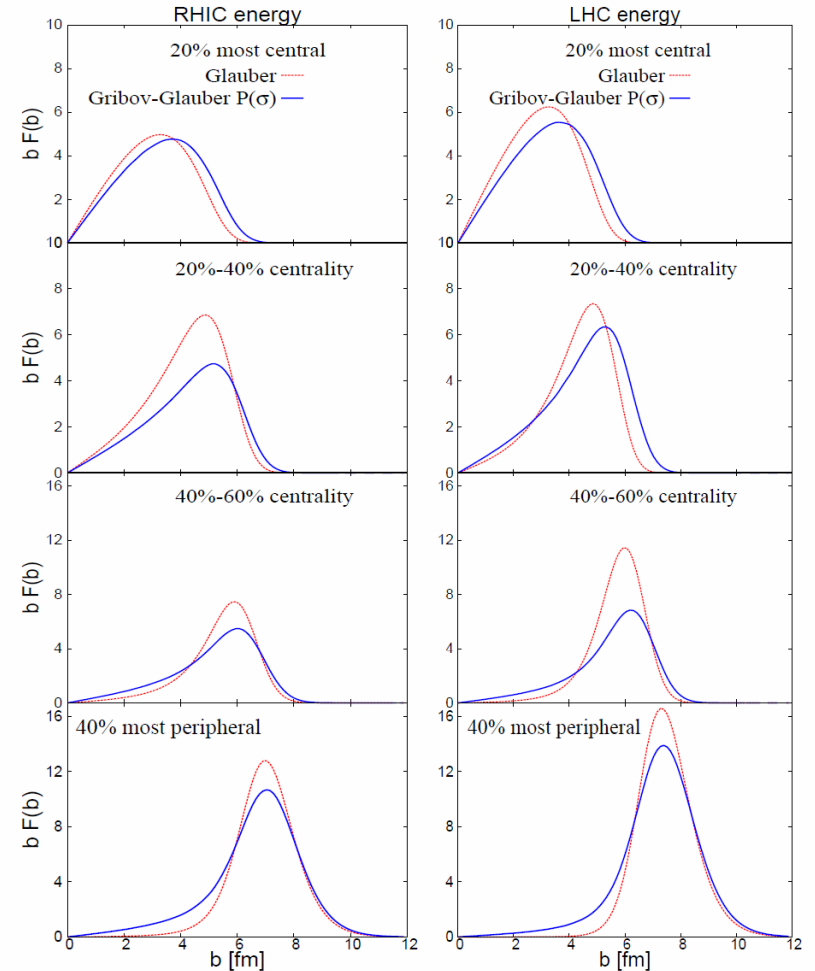 RHIC energy
LHC energy
10
8
6
4
2
0
b F(b)
20% most central
Glauber
Gribov-Glauber P(σ)
10
8
6
4
2
0
20% most central
Glauber
Gribov-Glauber P(σ)
10
8
6
4
2
0
b F(b)
20%-40% centrality
10
8
6
4
2
0
20%-40% centrality
16
12
8
4
0
b F(b)
40%-60% centrality
16
12
8
4
0
40%-60% centrality
16
12
8
4
0
b F(b)
40% most peripheral
0 2 4 6 8 10 12
b [fm]
16
12
8
4
0
40% most peripheral
0 2 4 6 8 10 12
b [fm]